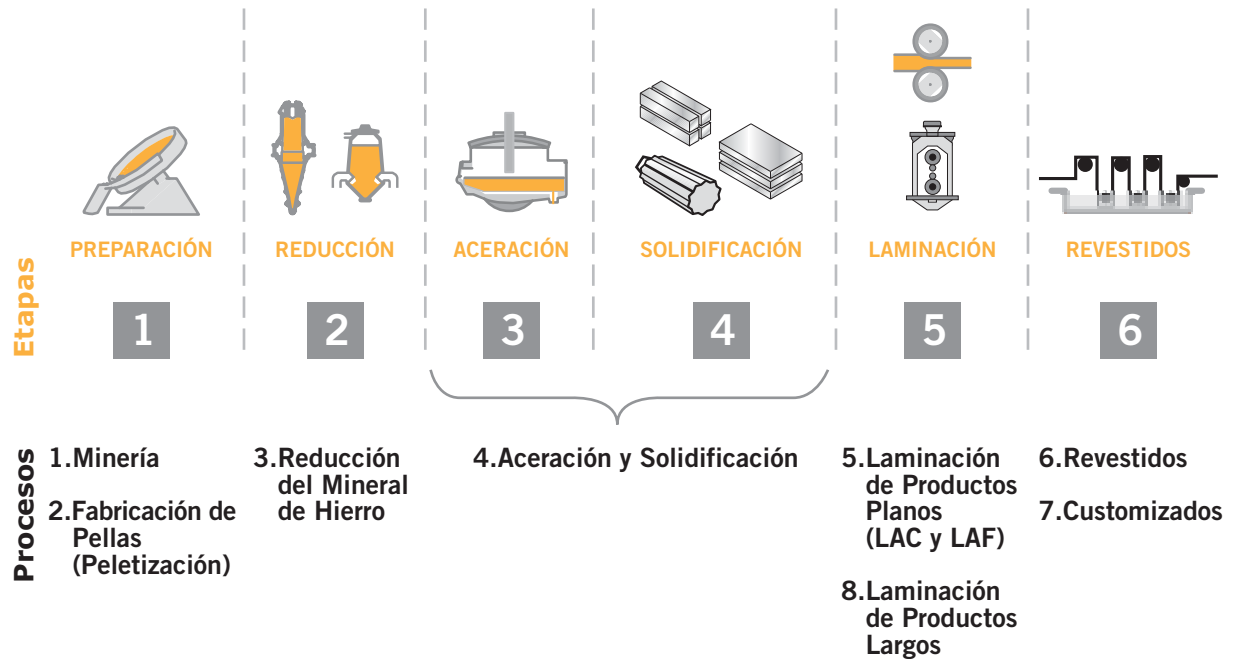 PREPARACIÓN
REDUCCIÓN
ACERACIÓN
SOLIDIFICACIÓN
LAMINACIÓN
REVESTIDOS
Etapas
1
2
3
4
5
6
Procesos
1.Minería
2.Fabricación de
Pellas
(Peletización)
3.Reducción
del Mineral
de Hierro
4.Aceración y Solidificación
5.Laminación
de Productos
Planos
(LAC y LAF)
8.Laminación
de Productos
Largos
6.Revestidos
7.Customizados